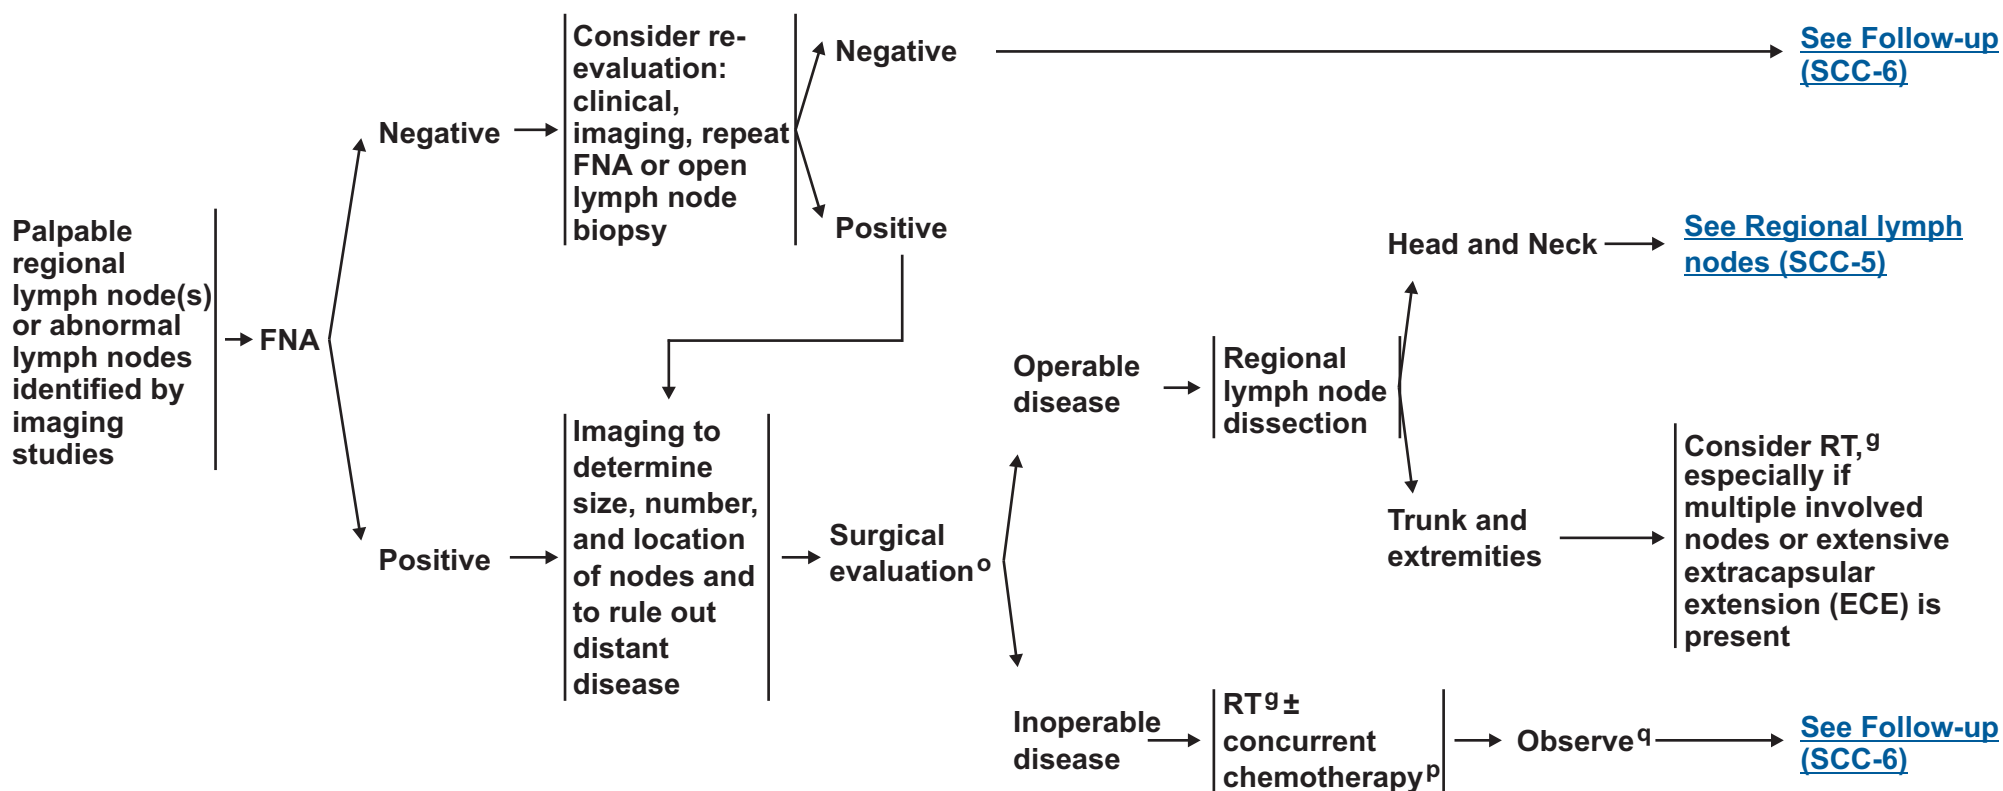 Palpable
regional
lymph node(s)
or abnormal
lymph nodes
identified by
imaging
studies
FNA
Negative
Consider re-
evaluation:
clinical,
imaging, repeat
FNA or open
lymph node
biopsy
Negative
See Follow-up
(SCC-6)
Positive
Positive
Imaging to
determine
size, number,
and location
of nodes and
to rule out
distant
disease
Surgical
evaluation o
Operable
disease
Regional
lymph node
dissection
Head and Neck
See Regional lymph
nodes (SCC-5)
Trunk and
extremities
Consider RT, g
especially if
multiple involved
nodes or extensive
extracapsular
extension (ECE) is
present
Inoperable
disease
RT g ±
concurrent
chemotherapy p
Observe q
See Follow-up
(SCC-6)